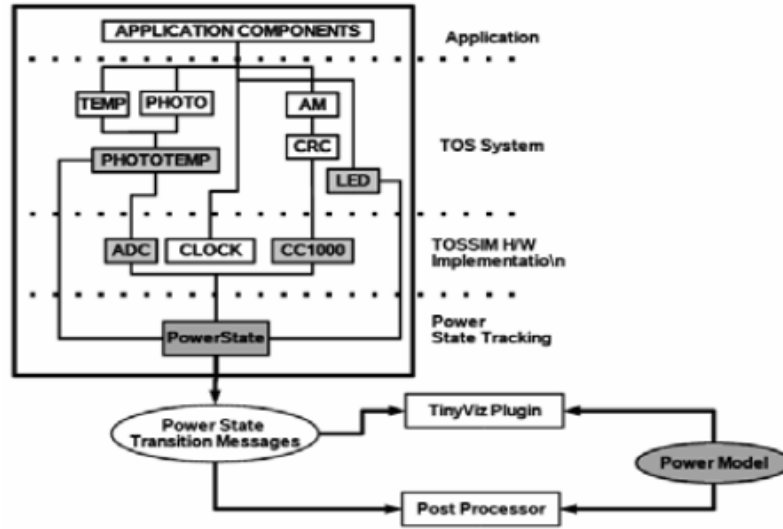 APPLICATION COMPONENTS
Application
TEMP
PHOTO
AM
CRC
TOS System
PHOTOTEMP
LED
ADC
CLOCK
CC1000
TOSSIM H/W
Implementatio\n
PowerState
Power
State Tracking
Power State
Transition Messages
TinyViz Plugin
Power Model
Post Processor